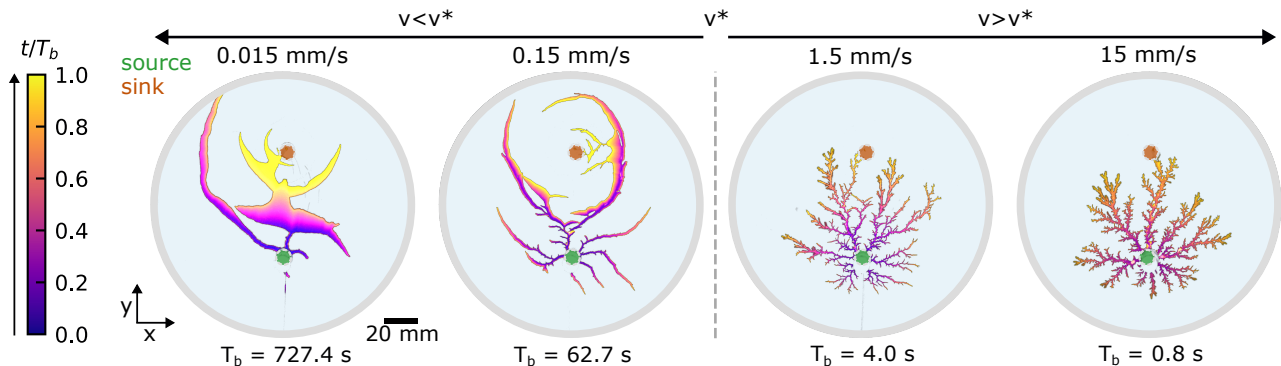 v<v*
v*
v>v*
t/T_b
source
sink
0.015 mm/s
0.15 mm/s
1.5 mm/s
15 mm/s
1.0
0.8
0.6
0.4
0.2
0.0
y
x
20 mm
T_b = 727.4 s
T_b = 62.7 s
T_b = 4.0 s
T_b = 0.8 s